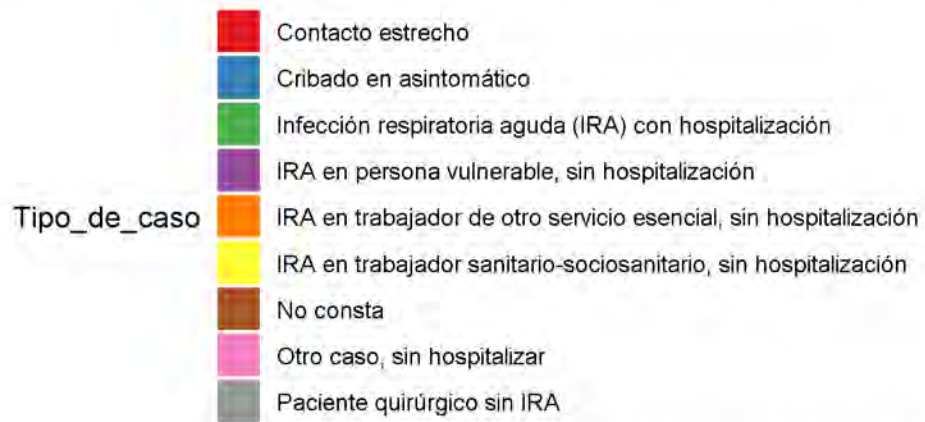 Contacto estrecho
Cribado en asintomático
Infección respiratoria aguda (IRA) con hospitalización
IRA en persona vulnerable, sin hospitalización
Tipo_de_caso
IRA en trabajador de otro servicio esencial, sin hospitalización
IRA en trabajador sanitario-sociosanitario, sin hospitalización
No consta
Otro caso, sin hospitalizar
Paciente quirúrgico sin IRA